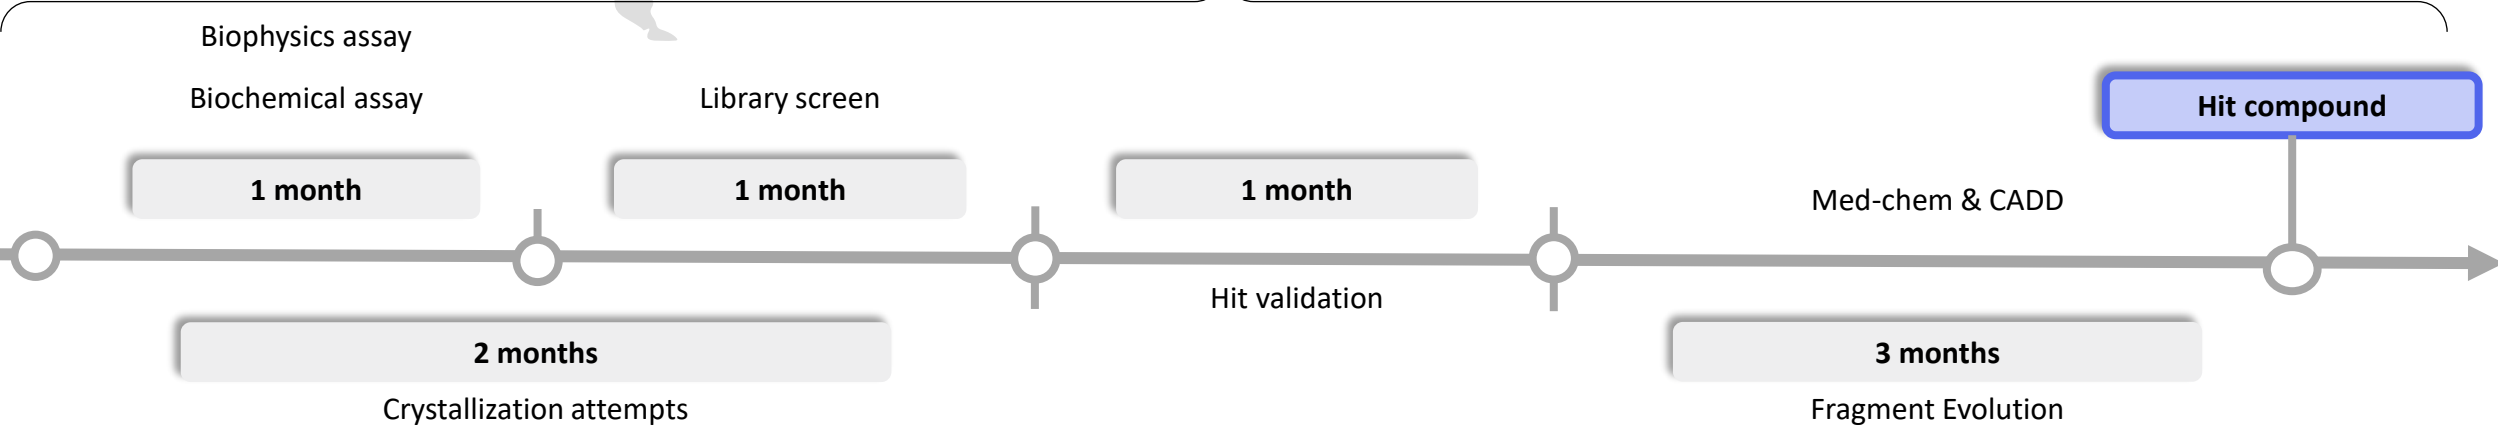 Biophysics assay
Biochemical assay
Library screen
Hit compound
1 month
1 month
1 month
Med-chem & CADD
Hit validation
2 months
3 months
Crystallization attempts
Fragment Evolution